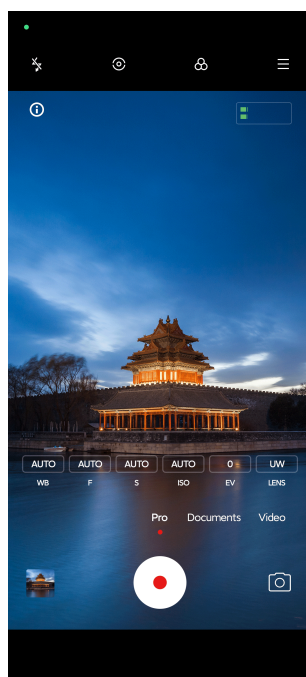 AUTO AUTO AUTO AUTO 0 UW
WB F S ISO EV LENS
Pro Documents Video